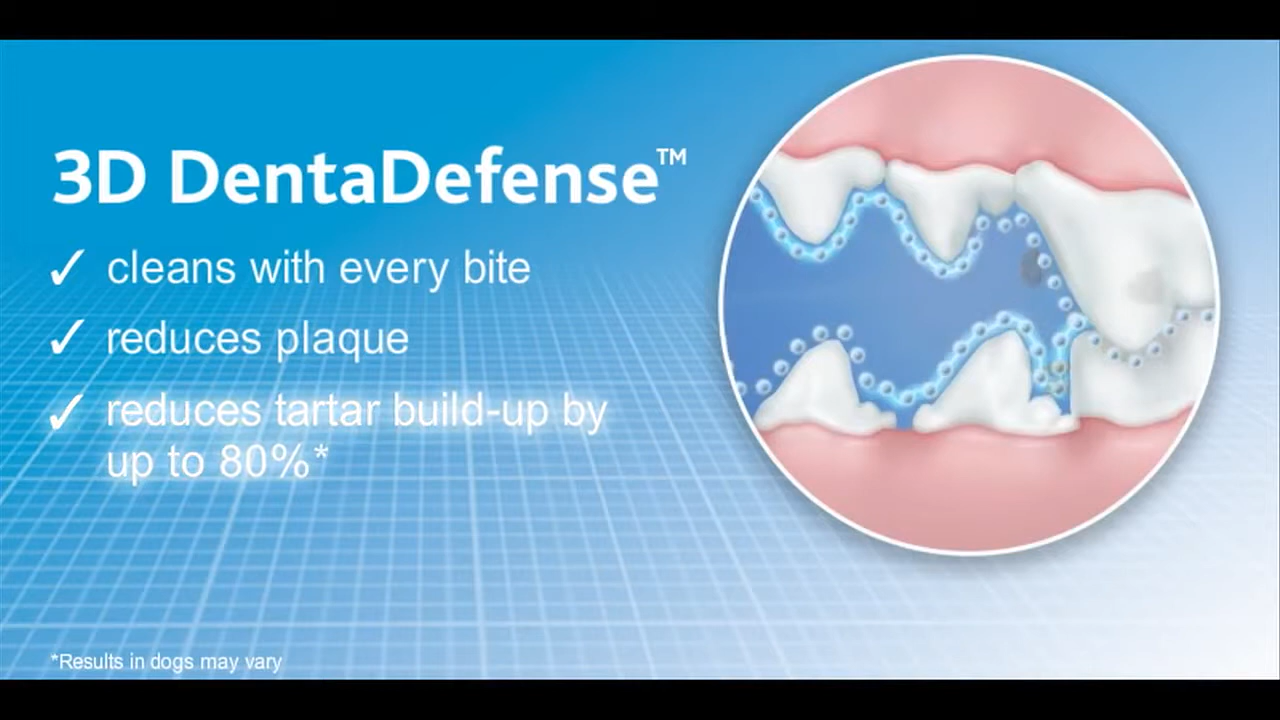 3D DentaDefense™
✓ cleans with every bite
✓ reduces plaque
✓ reduces tartar build-up by
up to 80%*
*Results in dogs may vary